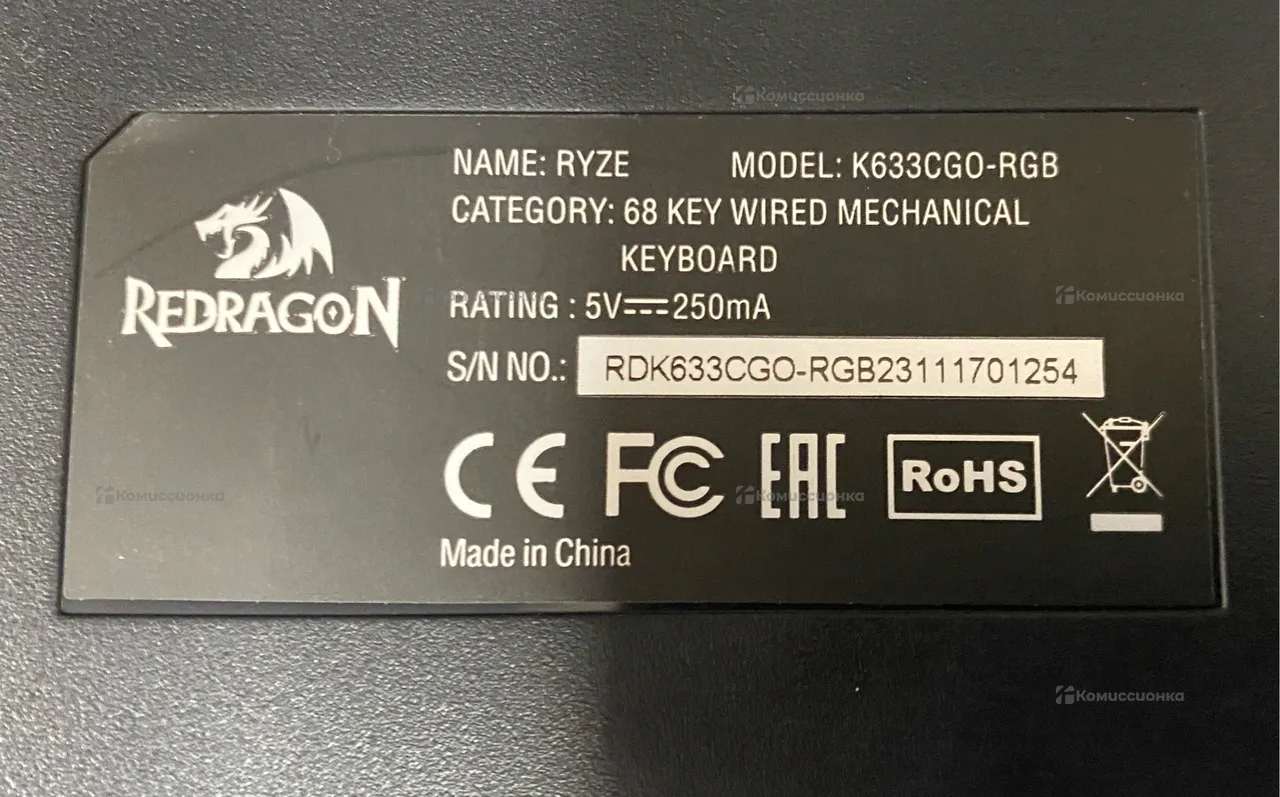 Комиссионка
NAME: RYZE MODEL: K633CGO-RGB
CATEGORY: 68 KEY WIRED MECHANICAL
KEYBOARD
REDRAGON
RATING : 5V⎓250mA
Комиссионка
S/N NO.: RDK633CGO-RGB23111701254
CE FC EAC RoHS
Комиссионка
Комиссионка
Made in China
Комиссионка